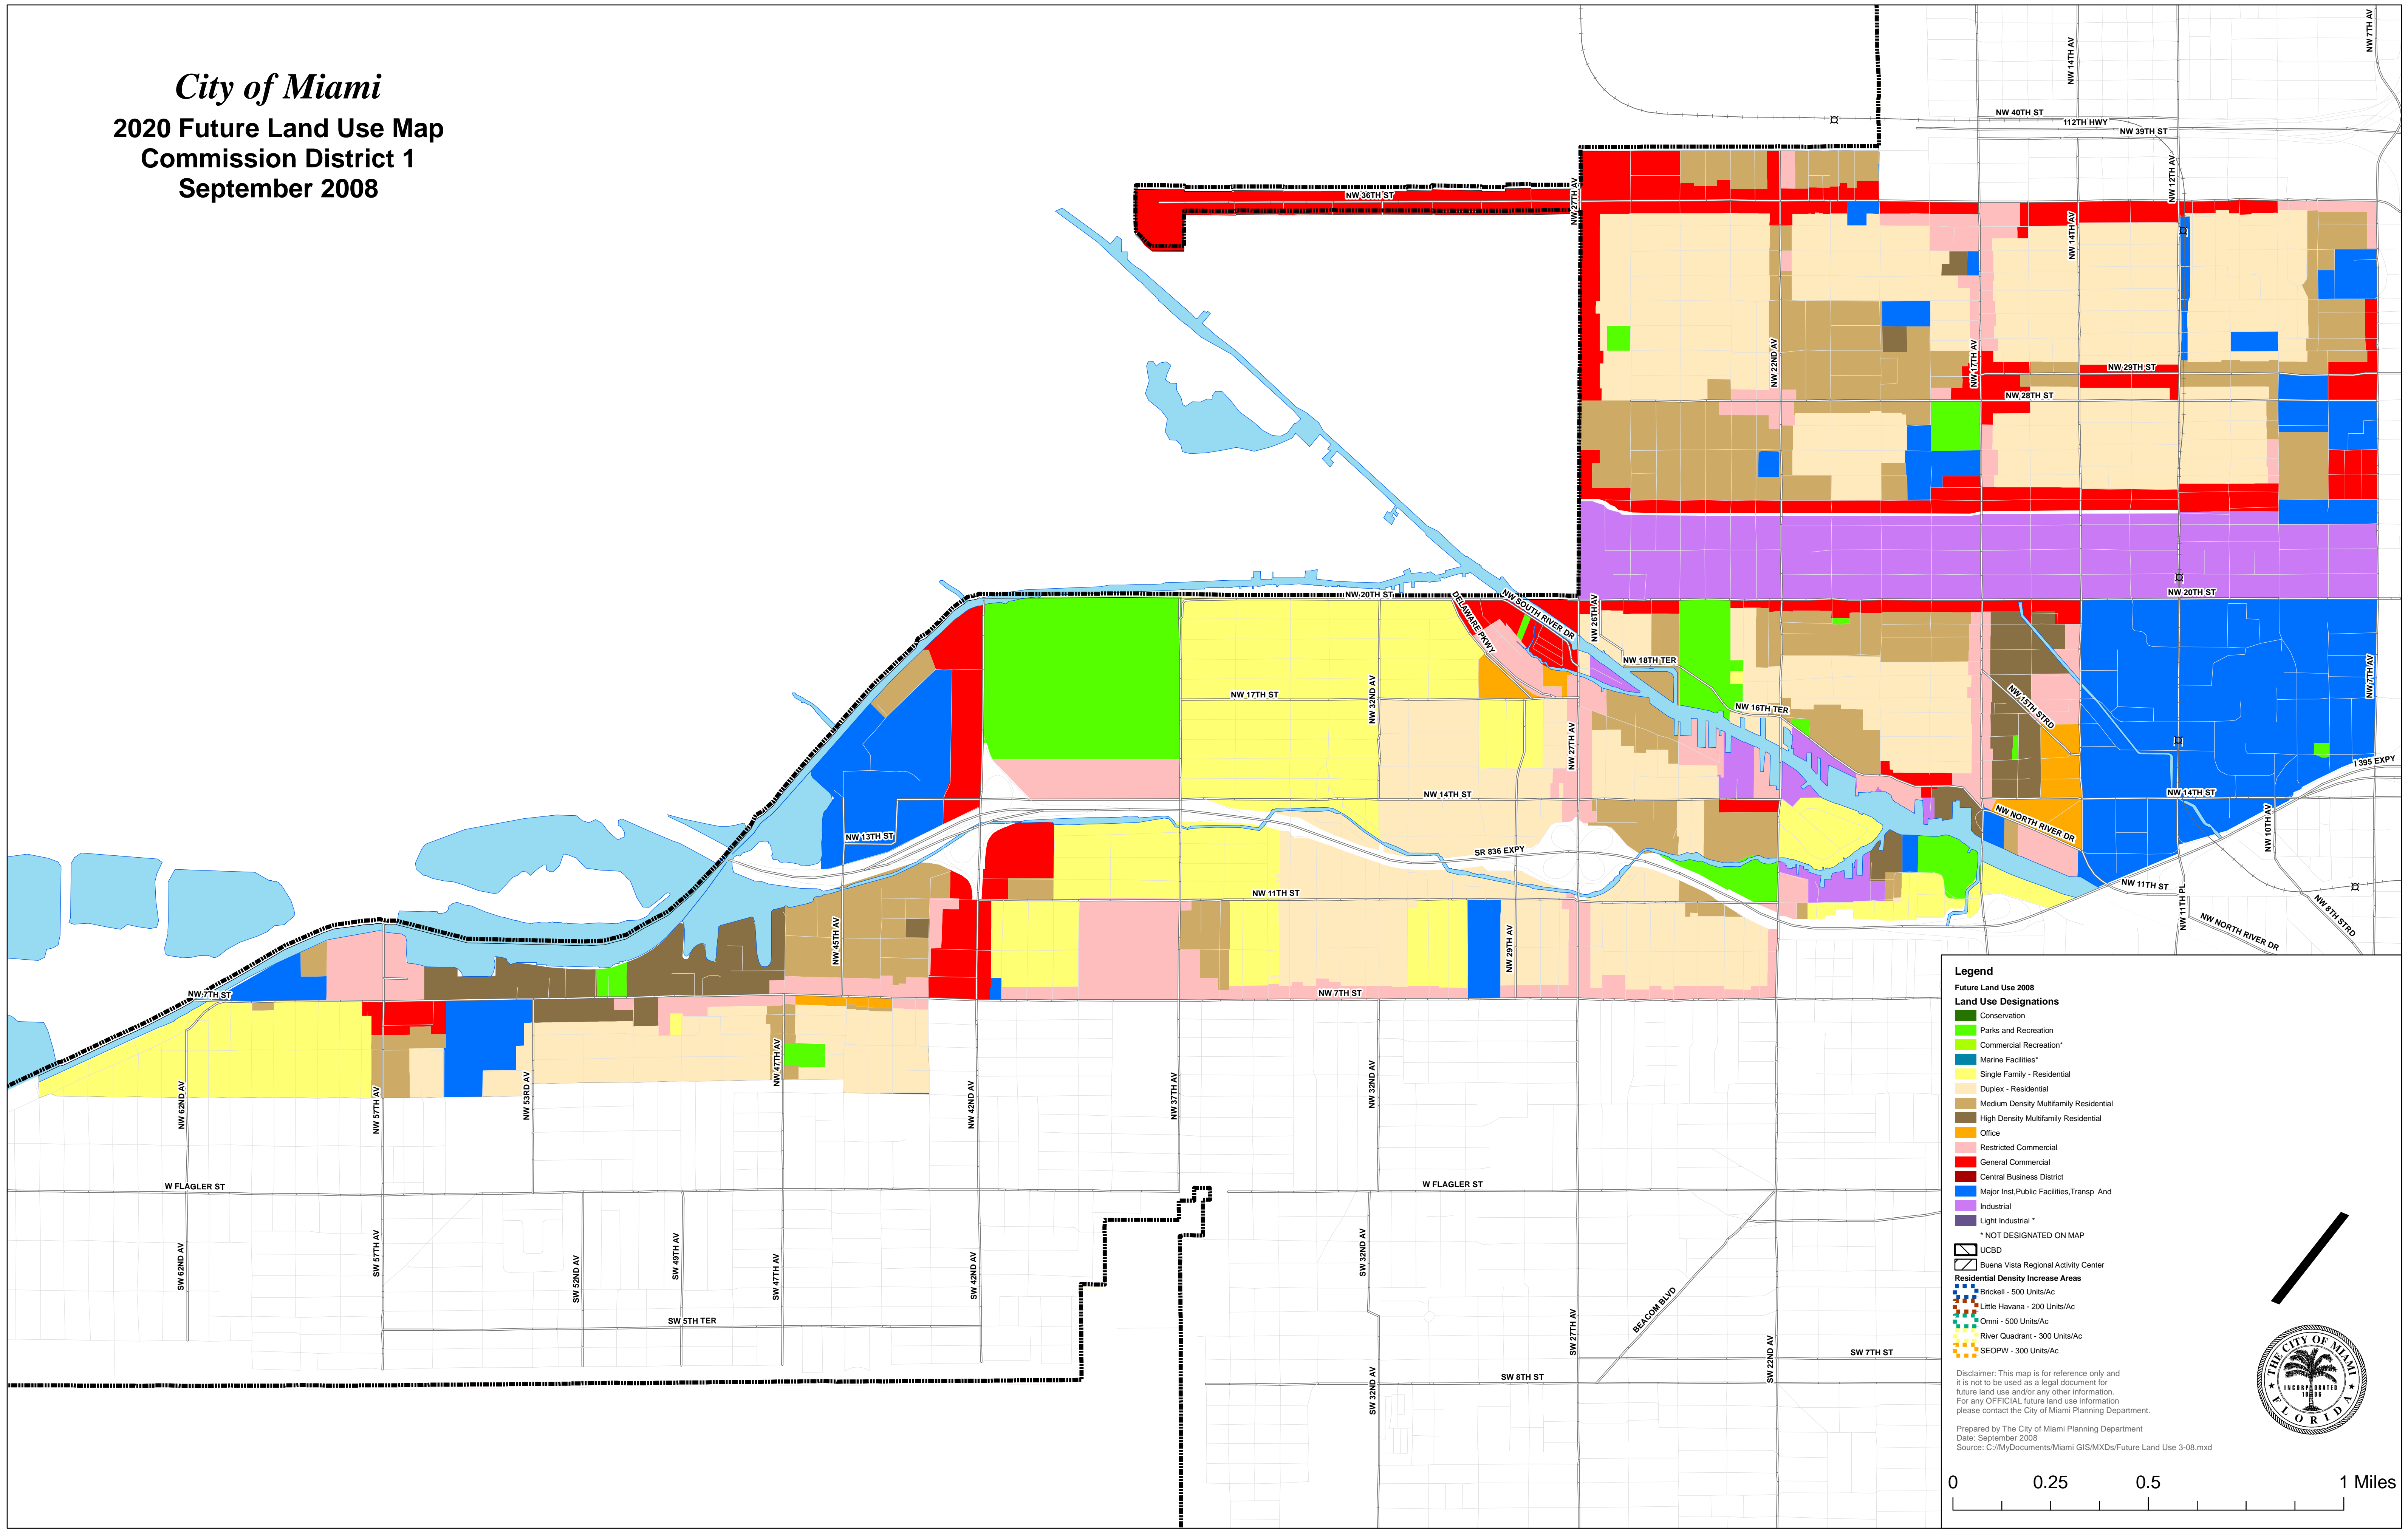 City of Miami
2020 Future Land Use Map
Commission District 1
September 2008
NW 7TH AV
NW 14TH AV
NW 40TH ST
112TH HWY
NW 39TH ST
NW 12TH AV
NW 36TH ST
NW 27TH AV
NW 14TH AV
NW 22ND AV
NW 17TH AV
NW 29TH ST
NW 28TH ST
NW 20TH ST
NW 20TH ST
DELAWARE PKWY
NW SOUTH RIVER DR
NW 26TH AV
NW 18TH TER
NW 17TH ST
NW 32ND AV
NW 16TH TER
NW 15TH STRD
NW 7TH AV
NW 27TH AV
I 395 EXPY
NW 14TH ST
NW 14TH ST
NW 13TH ST
NW NORTH RIVER DR
NW 10TH AV
SR 836 EXPY
NW 11TH ST
NW 11TH ST
NW 11TH PL
NW 8TH STRD
NW NORTH RIVER DR
NW 45TH AV
NW 29TH AV
NW 7TH ST
NW 7TH ST
NW 62ND AV
NW 57TH AV
NW 53RD AV
NW 47TH AV
NW 42ND AV
NW 37TH AV
NW 32ND AV
W FLAGLER ST
W FLAGLER ST
SW 62ND AV
SW 57TH AV
SW 52ND AV
SW 49TH AV
SW 47TH AV
SW 42ND AV
SW 32ND AV
SW 27TH AV
BEACOM BLVD
SW 22ND AV
SW 5TH TER
SW 7TH ST
SW 8TH ST
SW 32ND AV
Legend
Future Land Use 2008
Land Use Designations
Conservation
Parks and Recreation
Commercial Recreation*
Marine Facilities*
Single Family - Residential
Duplex - Residential
Medium Density Multifamily Residential
High Density Multifamily Residential
Office
Restricted Commercial
General Commercial
Central Business District
Major Inst,Public Facilities,Transp And
Industrial
Light Industrial *
* NOT DESIGNATED ON MAP
UCBD
Buena Vista Regional Activity Center
Residential Density Increase Areas
Brickell - 500 Units/Ac
Little Havana - 200 Units/Ac
Omni - 500 Units/Ac
River Quadrant - 300 Units/Ac
SEOPW - 300 Units/Ac
Disclaimer: This map is for reference only and
it is not to be used as a legal document for
future land use and/or any other information.
For any OFFICIAL future land use information
please contact the City of Miami Planning Department.
Prepared by The City of Miami Planning Department
Date: September 2008
Source: C://MyDocuments/Miami GIS/MXDs/Future Land Use 3-08.mxd
THE CITY OF MIAMI
INCORPORATED
18 96
FLORIDA
0 0.25 0.5 1 Miles